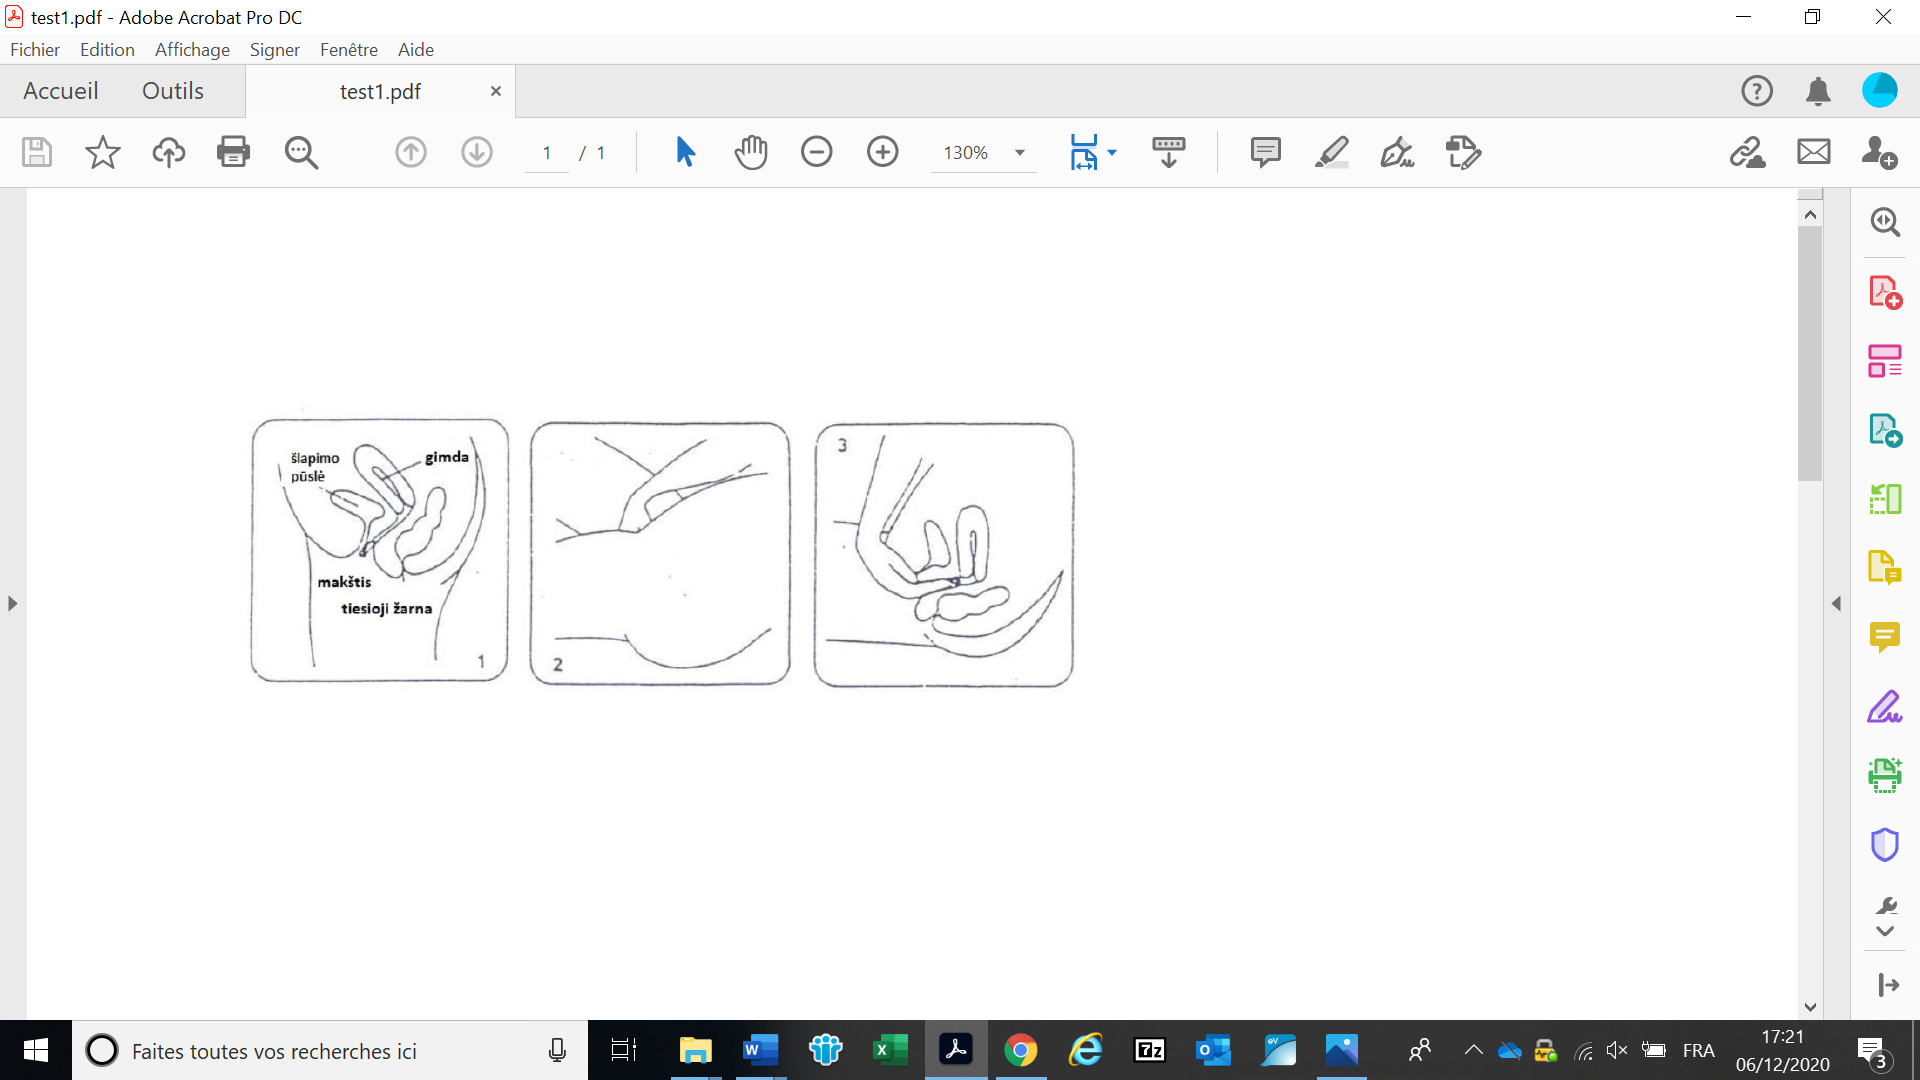 test1.pdf - Adobe Acrobat Pro DC
Fichier Edition Affichage Signer Fenêtre Aide
Accueil Outils test1.pdf
1 / 1 130%
šlapimo
pūslė
gimda
makštis
tiesioji žarna
1
2
3
Faites toutes vos recherches ici
W
X
7z
O
eV
FRA
17:21
06/12/2020
3